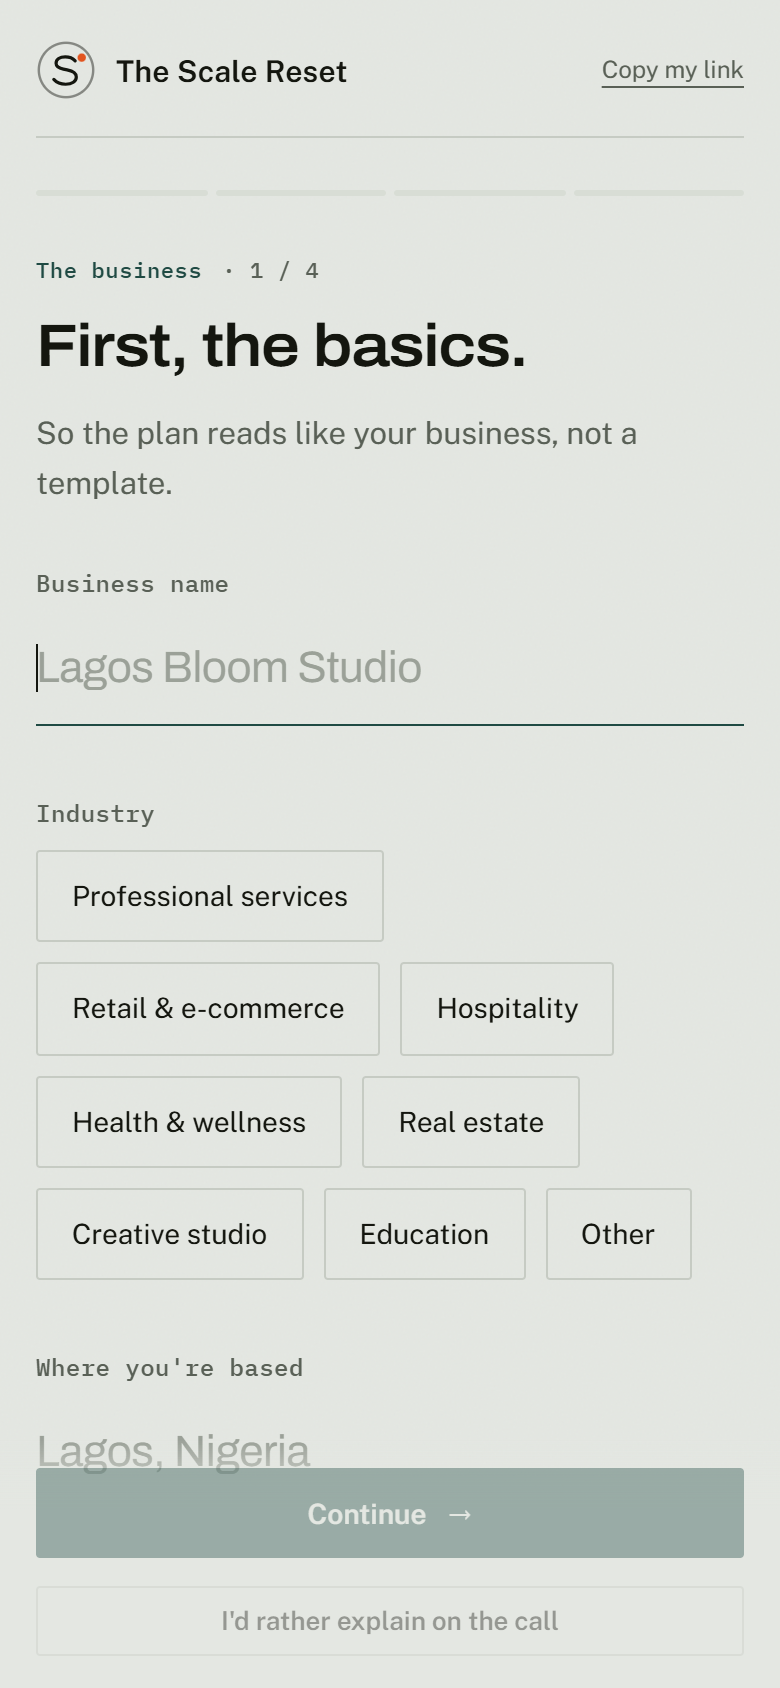 S
The Scale Reset
Copy my link
The business · 1 / 4
First, the basics.
So the plan reads like your business, not a
template.
Business name
Lagos Bloom Studio
Industry
Professional services
Retail & e-commerce
Hospitality
Health & wellness
Real estate
Creative studio
Education
Other
Where you're based
Lagos, Nigeria
Continue →
I'd rather explain on the call